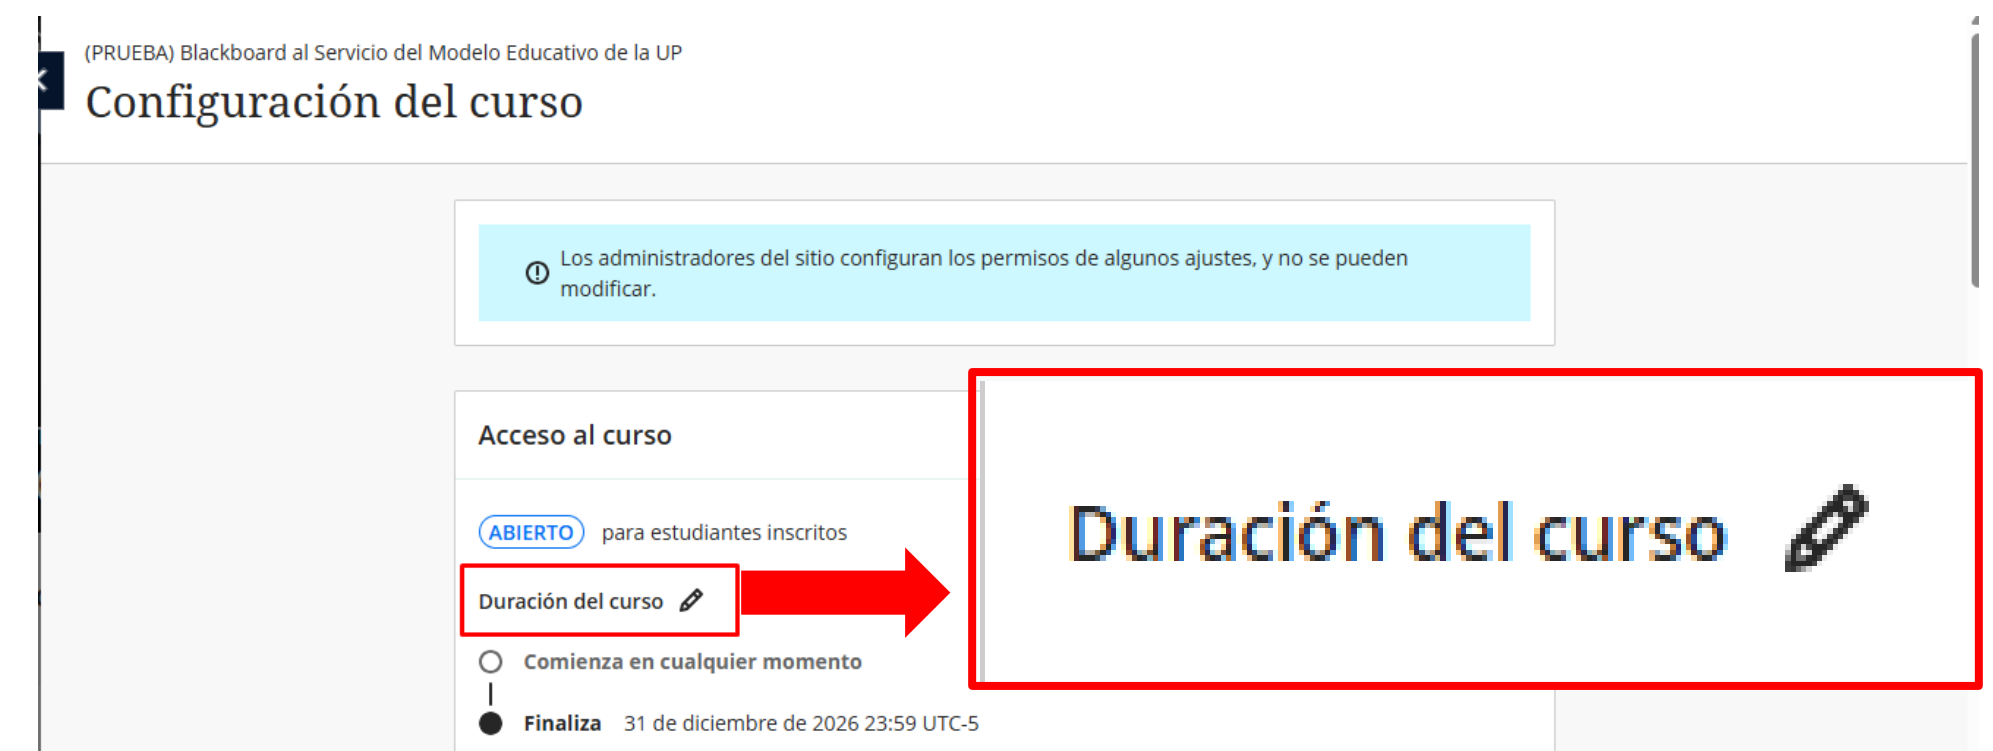 (PRUEBA) Blackboard al Servicio del Modelo Educativo de la UP
Configuración del curso
Los administradores del sitio configuran los permisos de algunos ajustes, y no se pueden
modificar.
Acceso al curso
ABIERTO para estudiantes inscritos
Duración del curso
Duración del curso
Comienza en cualquier momento
Finaliza 31 de diciembre de 2026 23:59 UTC-5